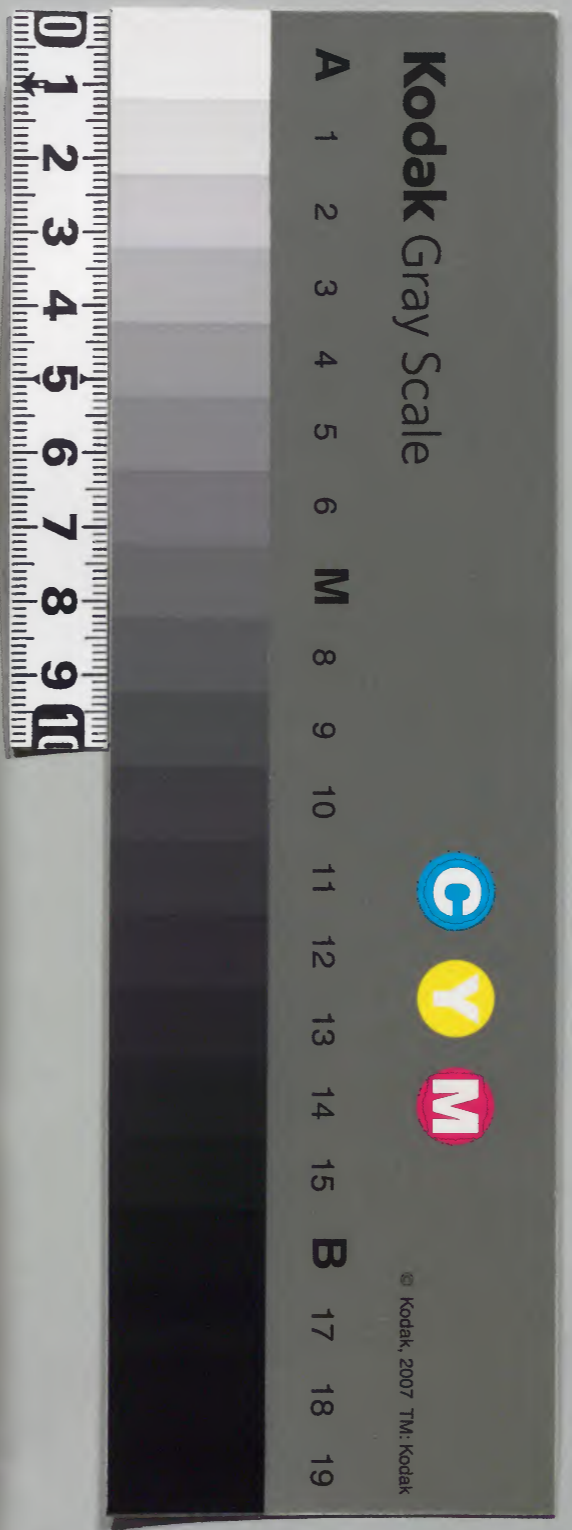 Kodak Gray Scale
C Y M
© Kodak, 2007 TM: Kodak
A 1 2 3 4 5 6 M 8 9 10 11 12 13 14 15 B 17 18 19
0 1 2 3 4 5 6 7 8 9 10